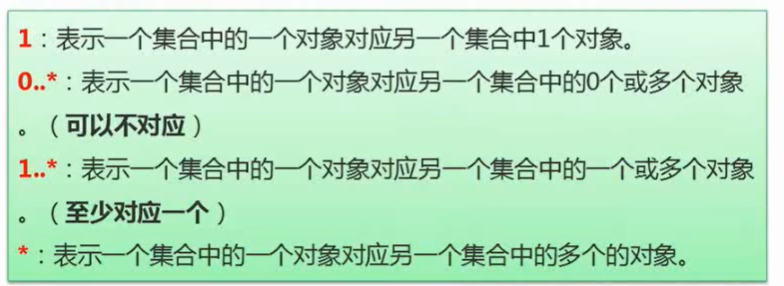 1：表示一个集合中的一个对象对应另一个集合中1个对象。
0..*：表示一个集合中的一个对象对应另一个集合中的0个或多个对象
。（可以不对应）
1..*：表示一个集合中的一个对象对应另一个集合中的一个或多个对象
。（至少对应一个）
*：表示一个集合中的一个对象对应另一个集合中的多个的对象。